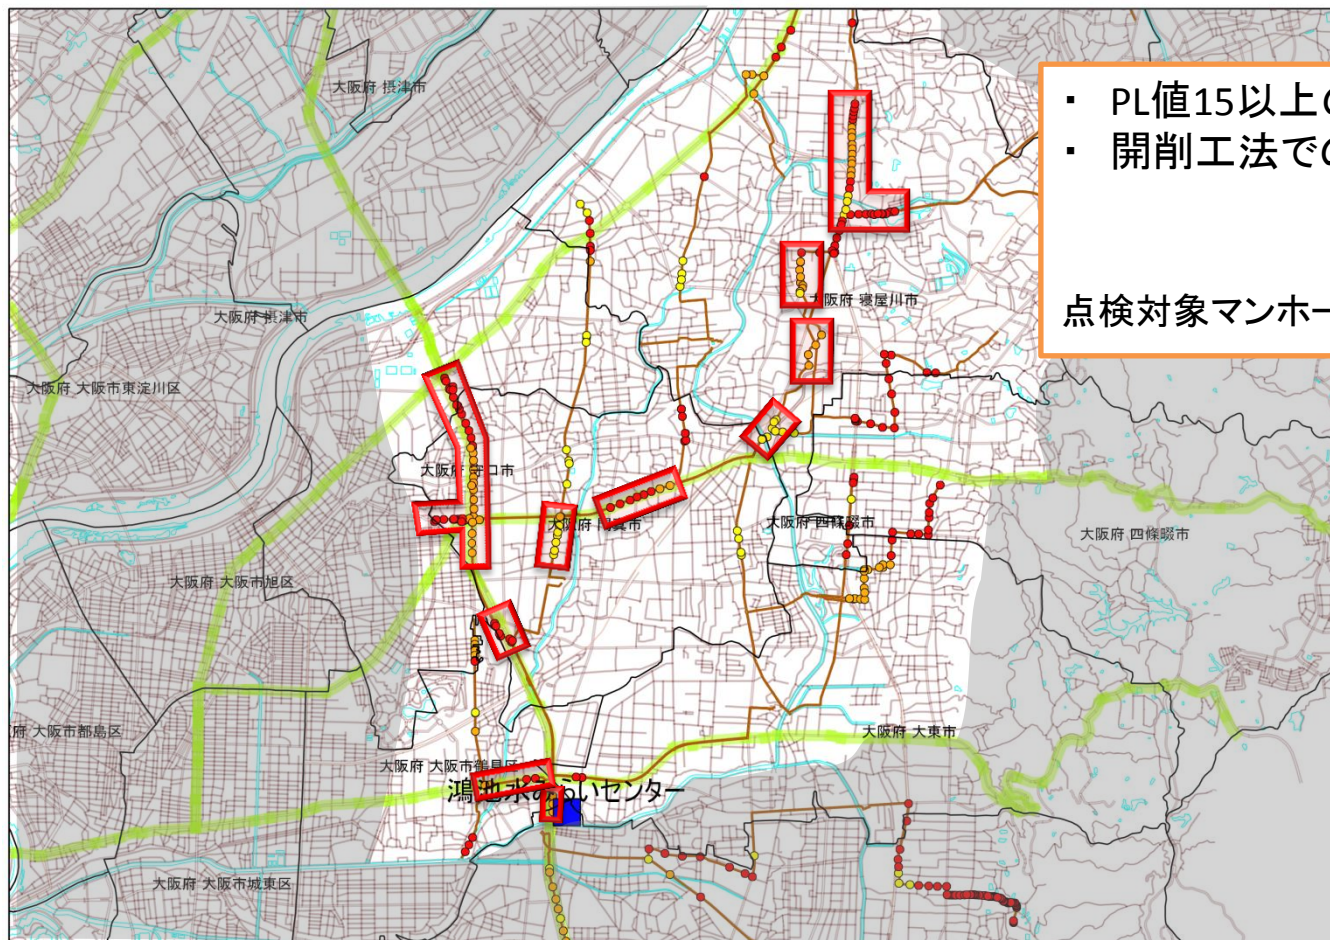 大阪府 摂津市
・ PL値15以上の
・ 開削工法での
点検対象マンホー
大阪府 寝屋川市
大阪府 摂津市
大阪府 大阪市東淀川区
大阪府 守口市
大阪府 門真市
大阪府 四條畷市
大阪府 四條畷市
大阪府 大阪市旭区
府 大阪市都島区
大阪府 大東市
大阪府 大阪市鶴見区
鴻池水みらいセンター
大阪府 大阪市城東区